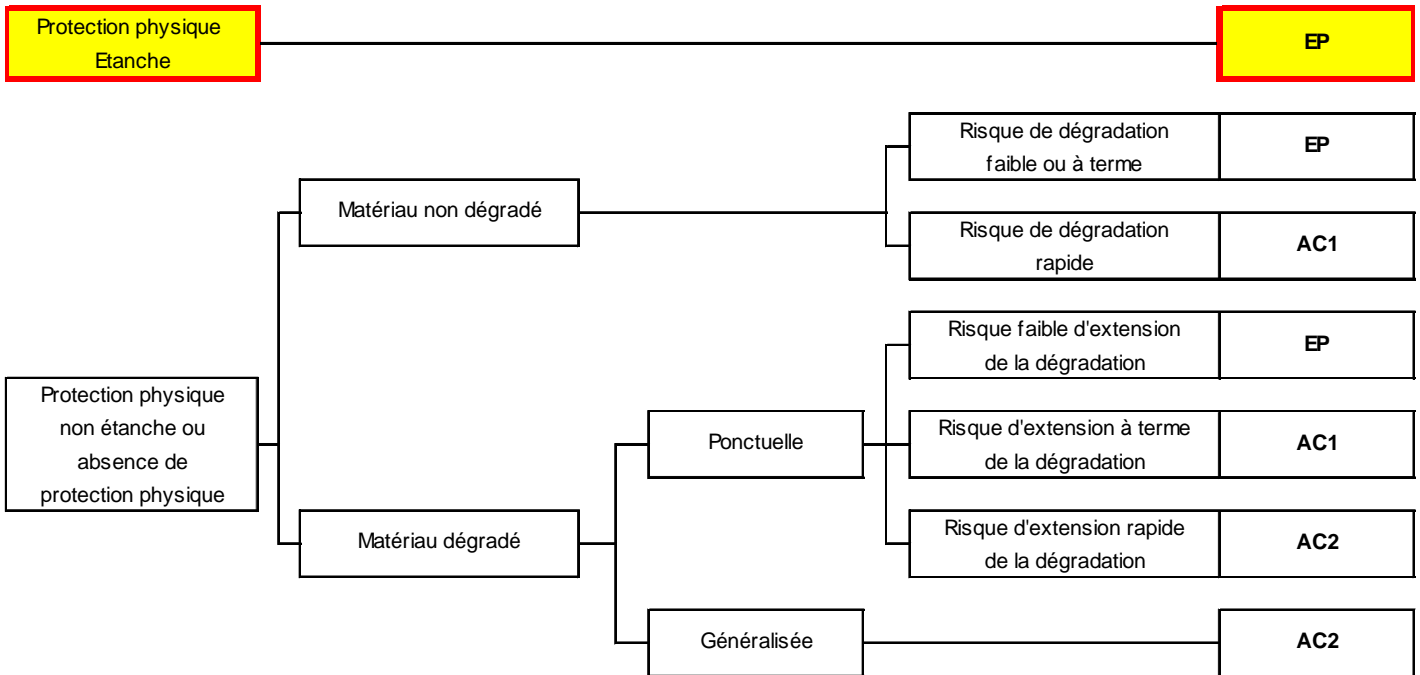 Protection physique
Etanche
EP
Risque de dégradation
faible ou à terme
EP
Matériau non dégradé
Risque de dégradation
rapide
AC1
Risque faible d'extension
de la dégradation
EP
Protection physique
non étanche ou
absence de
protection physique
Ponctuelle
Risque d'extension à terme
de la dégradation
AC1
Matériau dégradé
Risque d'extension rapide
de la dégradation
AC2
Généralisée
AC2